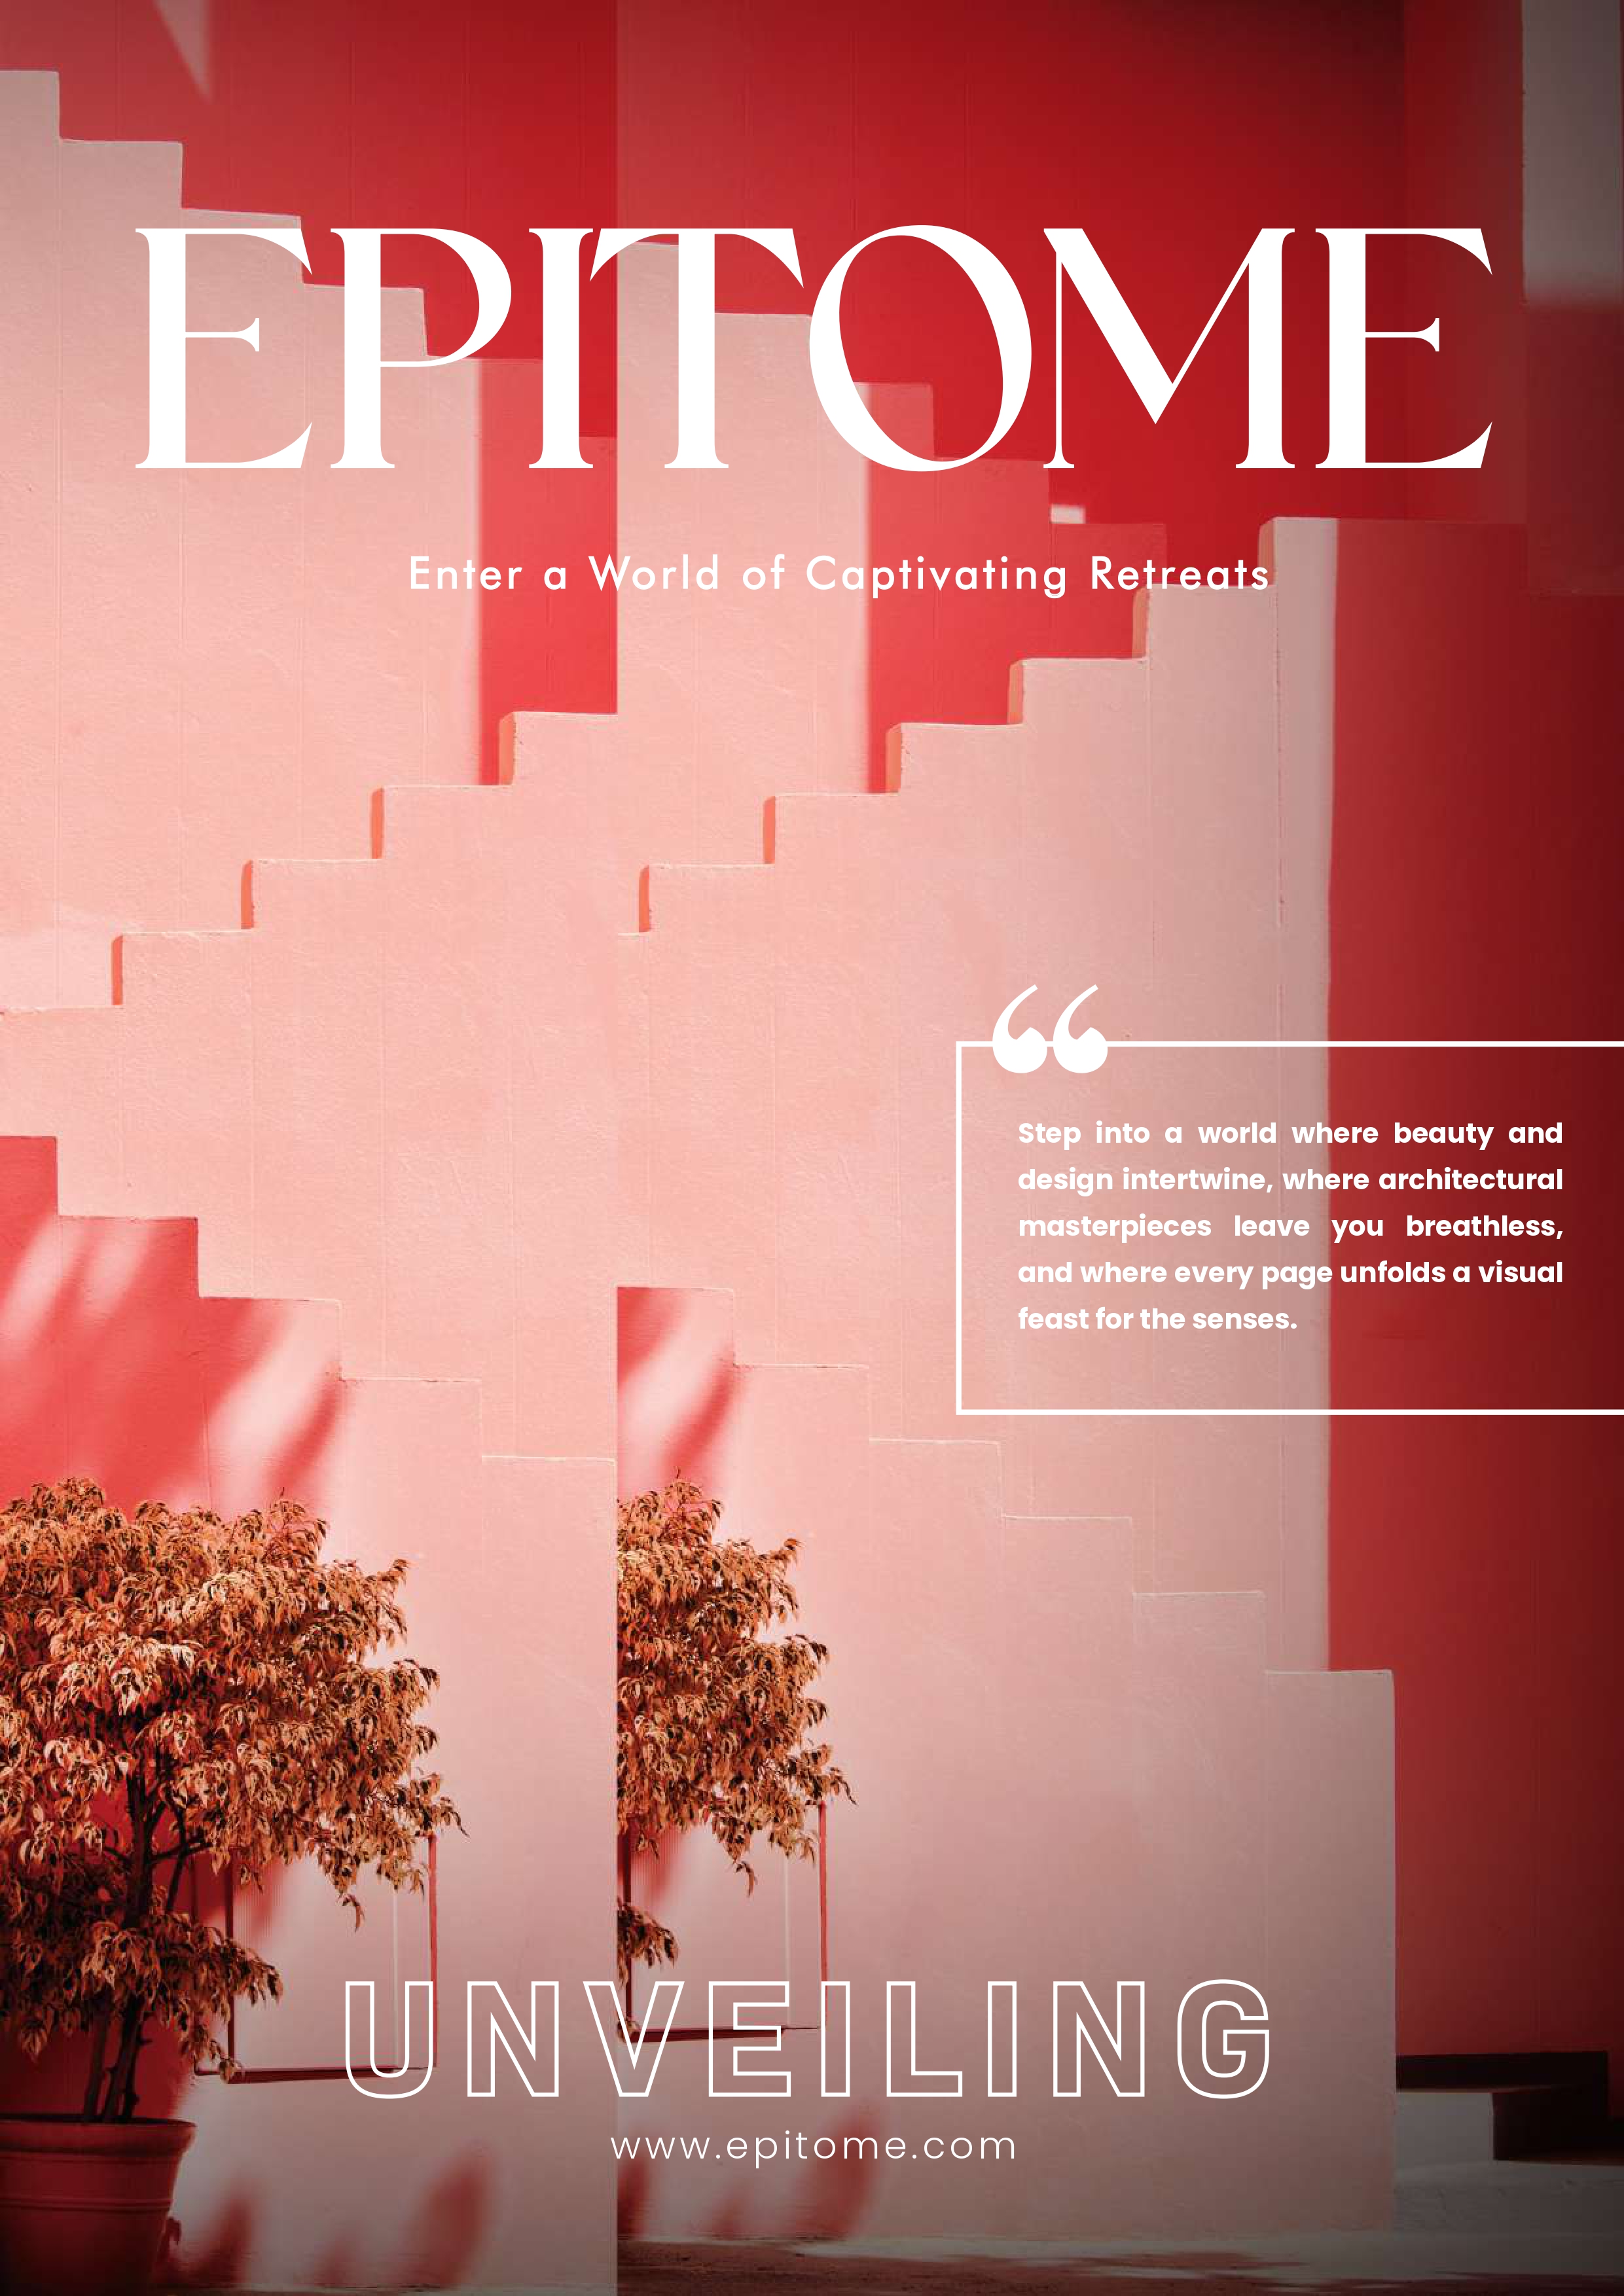 EPITOME
Enter a World of Captivating Retreats
“
Step into a world where beauty and
design intertwine, where architectural
masterpieces leave you breathless,
and where every page unfolds a visual
feast for the senses.
UNVEILING
www.epitome.com